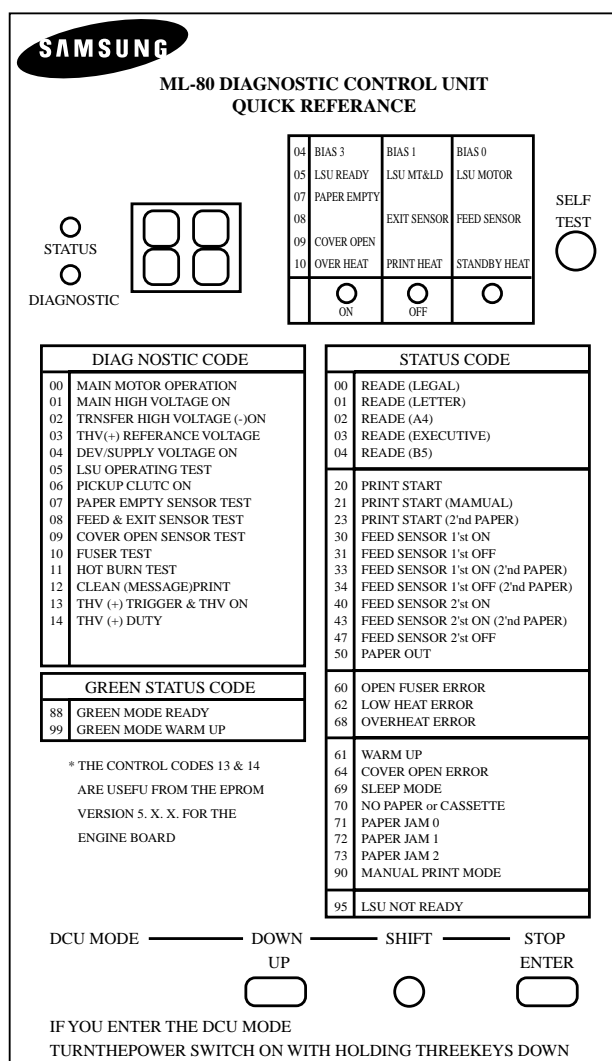 SAMSUNG
ML-80 DIAGNOSTIC CONTROL UNIT
QUICK REFERANCE
04 BIAS 3 BIAS 1 BIAS 0
05 LSU READY LSU MT&LD LSU MOTOR
07 PAPER EMPTY
08 EXIT SENSOR FEED SENSOR
09 COVER OPEN
10 OVER HEAT PRINT HEAT STANDBY HEAT
ON OFF
SELF
TEST
88
STATUS
DIAGNOSTIC
DIAG NOSTIC CODE
00 MAIN MOTOR OPERATION
01 MAIN HIGH VOLTAGE ON
02 TRNSFER HIGH VOLTAGE (-)ON
03 THV(+) REFERANCE VOLTAGE
04 DEV/SUPPLY VOLTAGE ON
05 LSU OPERATING TEST
06 PICKUP CLUTC ON
07 PAPER EMPTY SENSOR TEST
08 FEED & EXIT SENSOR TEST
09 COVER OPEN SENSOR TEST
10 FUSER TEST
11 HOT BURN TEST
12 CLEAN (MESSAGE)PRINT
13 THV (+) TRIGGER & THV ON
14 THV (+) DUTY
GREEN STATUS CODE
88 GREEN MODE READY
99 GREEN MODE WARM UP
* THE CONTROL CODES 13 & 14
ARE USEFU FROM THE EPROM
VERSION 5. X. X. FOR THE
ENGINE BOARD
STATUS CODE
00 READE (LEGAL)
01 READE (LETTER)
02 READE (A4)
03 READE (EXECUTIVE)
04 READE (B5)
20 PRINT START
21 PRINT START (MAMUAL)
23 PRINT START (2'nd PAPER)
30 FEED SENSOR 1'st ON
31 FEED SENSOR 1'st OFF
33 FEED SENSOR 1'st ON (2'nd PAPER)
34 FEED SENSOR 1'st OFF (2'nd PAPER)
40 FEED SENSOR 2'st ON
43 FEED SENSOR 2'st ON (2'nd PAPER)
47 FEED SENSOR 2'st OFF
50 PAPER OUT
60 OPEN FUSER ERROR
62 LOW HEAT ERROR
68 OVERHEAT ERROR
61 WARM UP
64 COVER OPEN ERROR
69 SLEEP MODE
70 NO PAPER or CASSETTE
71 PAPER JAM 0
72 PAPER JAM 1
73 PAPER JAM 2
90 MANUAL PRINT MODE
95 LSU NOT READY
DCU MODE DOWN SHIFT STOP
UP ENTER
IF YOU ENTER THE DCU MODE
TURNTHEPOWER SWITCH ON WITH HOLDING THREEKEYS DOWN